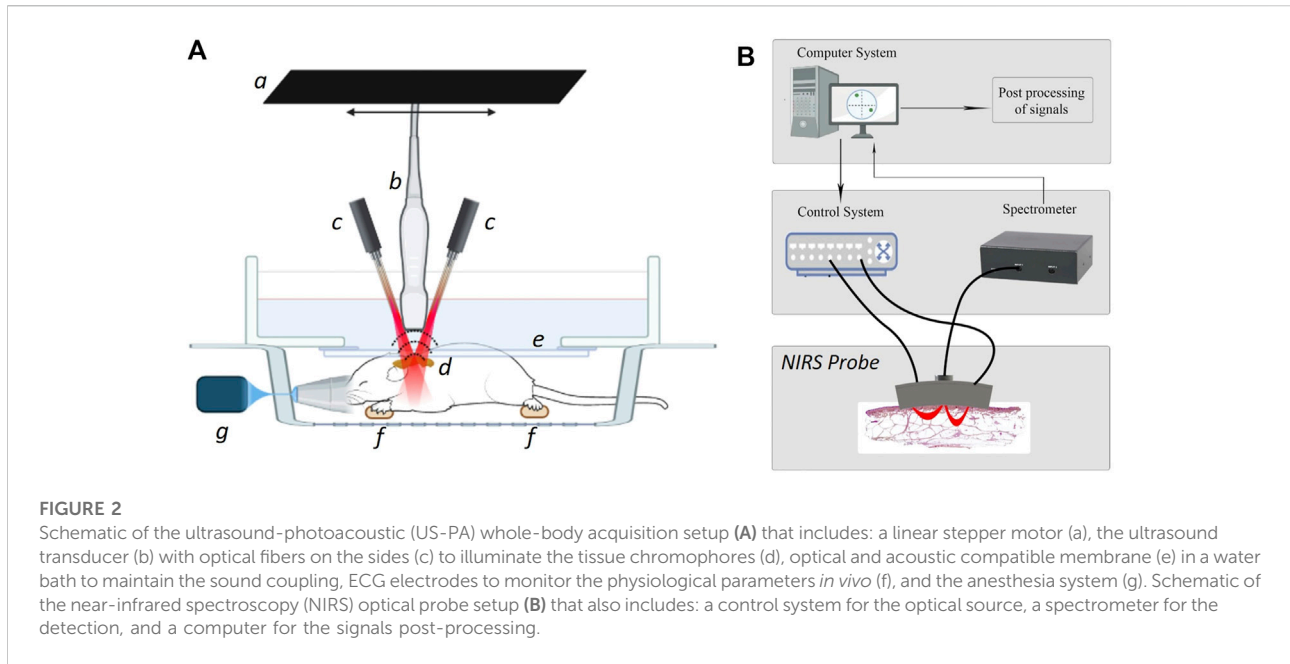 A
a
b
c
c
e
d
f
f
g
B
Computer System
Post processing
of signals
Control System
Spectrometer
NIRS Probe
FIGURE 2
Schematic of the ultrasound-photoacoustic (US-PA) whole-body acquisition setup (A) that includes: a linear stepper motor (a), the ultrasound
transducer (b) with optical fibers on the sides (c) to illuminate the tissue chromophores (d), optical and acoustic compatible membrane (e) in a water
bath to maintain the sound coupling, ECG electrodes to monitor the physiological parameters in vivo (f), and the anesthesia system (g). Schematic of
the near-infrared spectroscopy (NIRS) optical probe setup (B) that also includes: a control system for the optical source, a spectrometer for the
detection, and a computer for the signals post-processing.